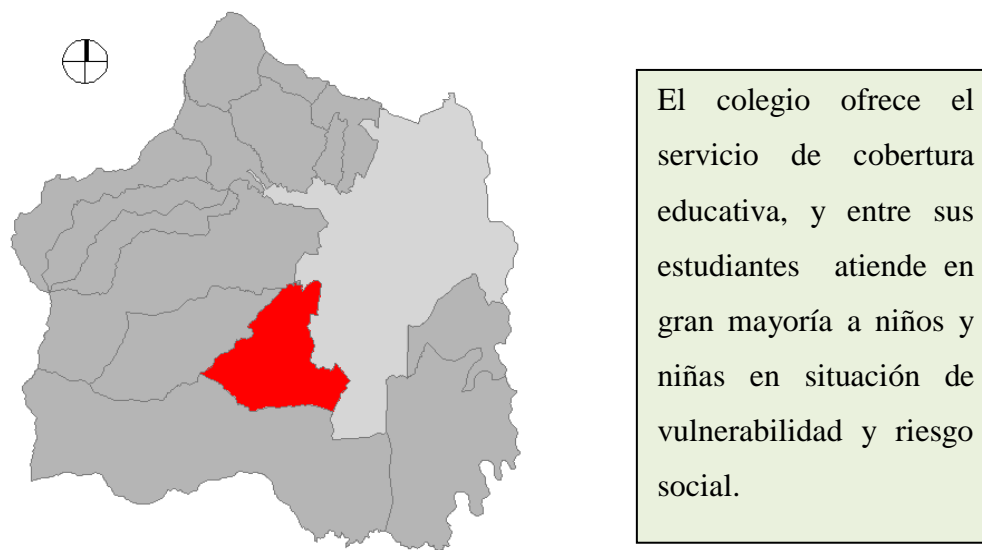 El colegio ofrece el
servicio de cobertura
educativa, y entre sus
estudiantes atiende en
gran mayoría a niños y
niñas en situación de
vulnerabilidad y riesgo
social.